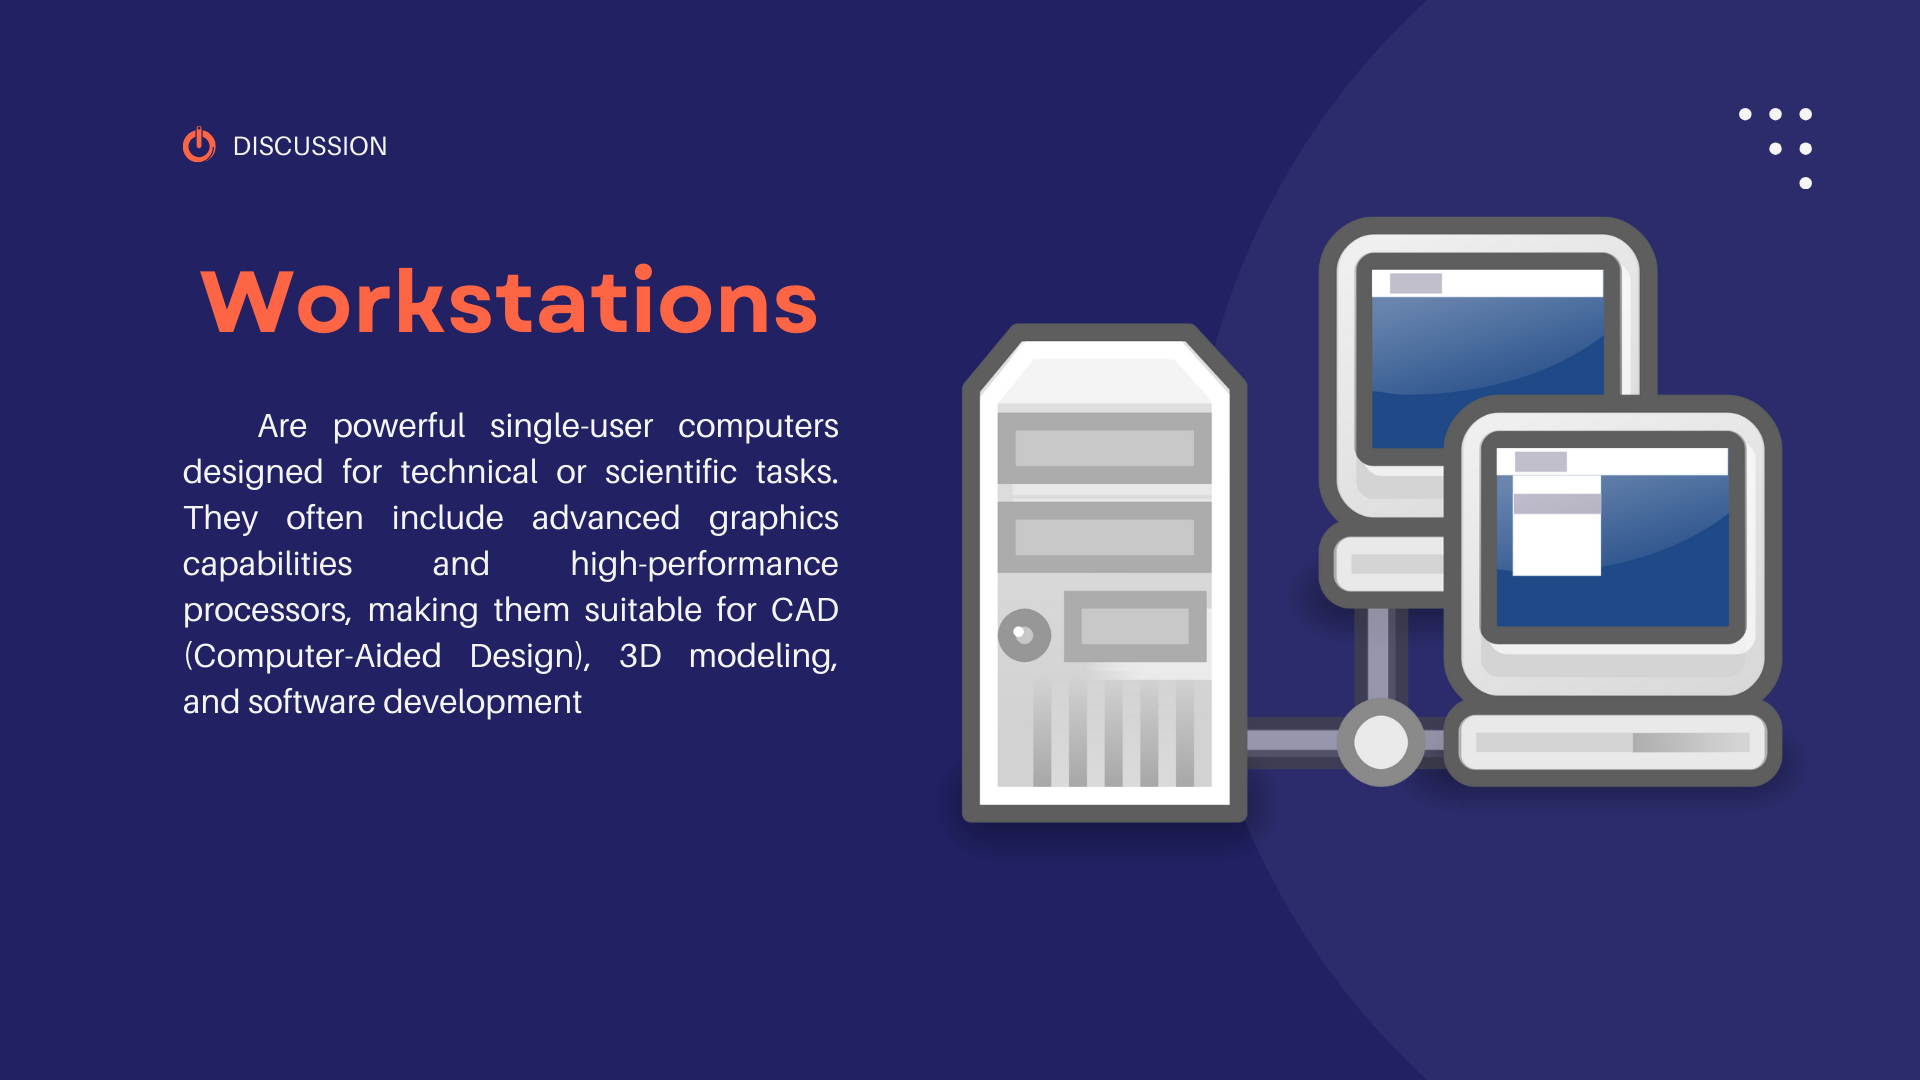 DISCUSSION
Workstations
Are powerful single-user computers
designed for technical or scientific tasks.
They often include advanced graphics
capabilities and high-performance
processors, making them suitable for CAD
(Computer-Aided Design), 3D modeling,
and software development